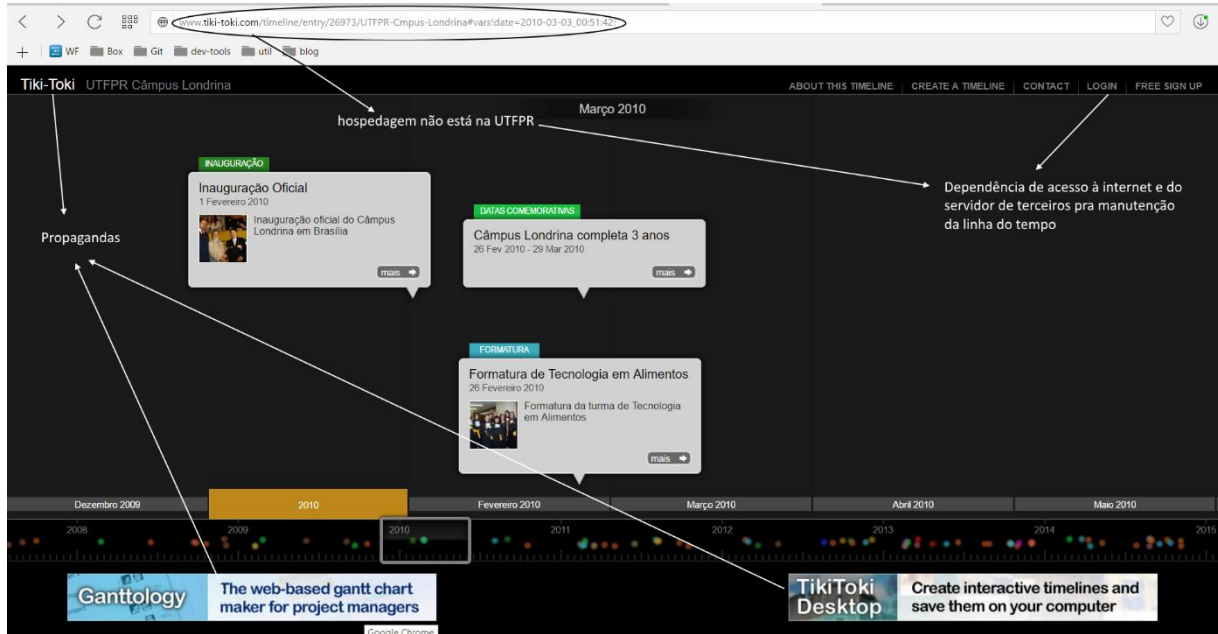 www.tiki-toki.com/timeline/entry/26973/UTFPR-Cmpus-Londrina#vars!date=2010-03-03_00:51:42!
WF Box Git dev-tools util blog
Tiki-Toki UTFPR Câmpus Londrina
ABOUT THIS TIMELINE CREATE A TIMELINE CONTACT LOGIN FREE SIGN UP
Março 2010
hospedagem não está na UTFPR
INAUGURAÇÃO
Inauguração Oficial
1 Fevereiro 2010
Inauguração oficial do Câmpus
Londrina em Brasília
mais
DATAS COMEMORATIVAS
Câmpus Londrina completa 3 anos
26 Fev 2010 - 29 Mar 2010
mais
Dependência de acesso à internet e do
servidor de terceiros pra manutenção
da linha do tempo
Propagandas
FORMATURA
Formatura de Tecnologia em Alimentos
26 Fevereiro 2010
Formatura da turma de Tecnologia
em Alimentos
mais
Dezembro 2009 2010 Fevereiro 2010 Março 2010 Abril 2010 Maio 2010
2008 2009 2010 2011 2012 2013 2014 2015
Ganttology
The web-based gantt chart
maker for project managers
TikiToki
Desktop
Create interactive timelines and
save them on your computer
Google Chrome